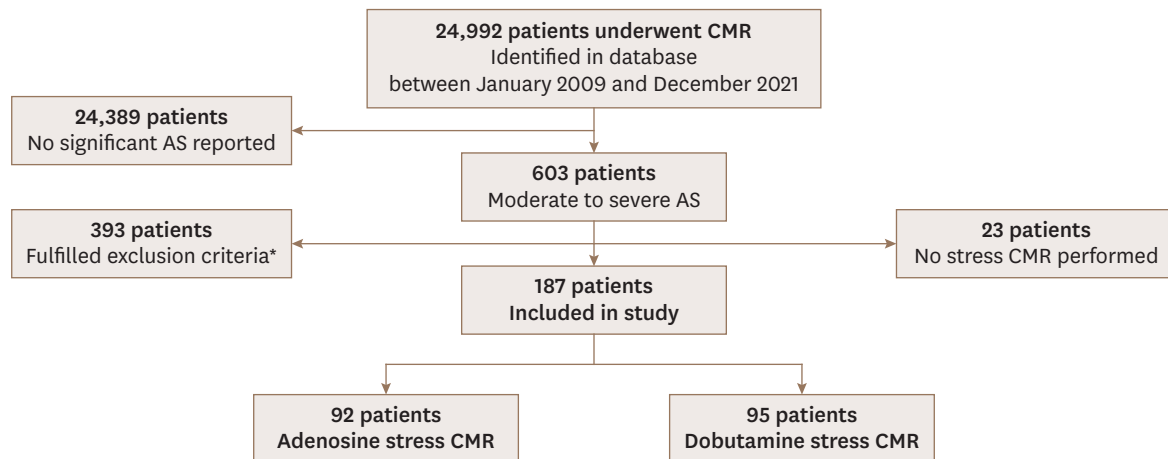 24,992 patients underwent CMR
Identified in database
between January 2009 and December 2021
24,389 patients
No significant AS reported
603 patients
Moderate to severe AS
393 patients
Fulfilled exclusion criteria*
23 patients
No stress CMR performed
187 patients
Included in study
92 patients
Adenosine stress CMR
95 patients
Dobutamine stress CMR